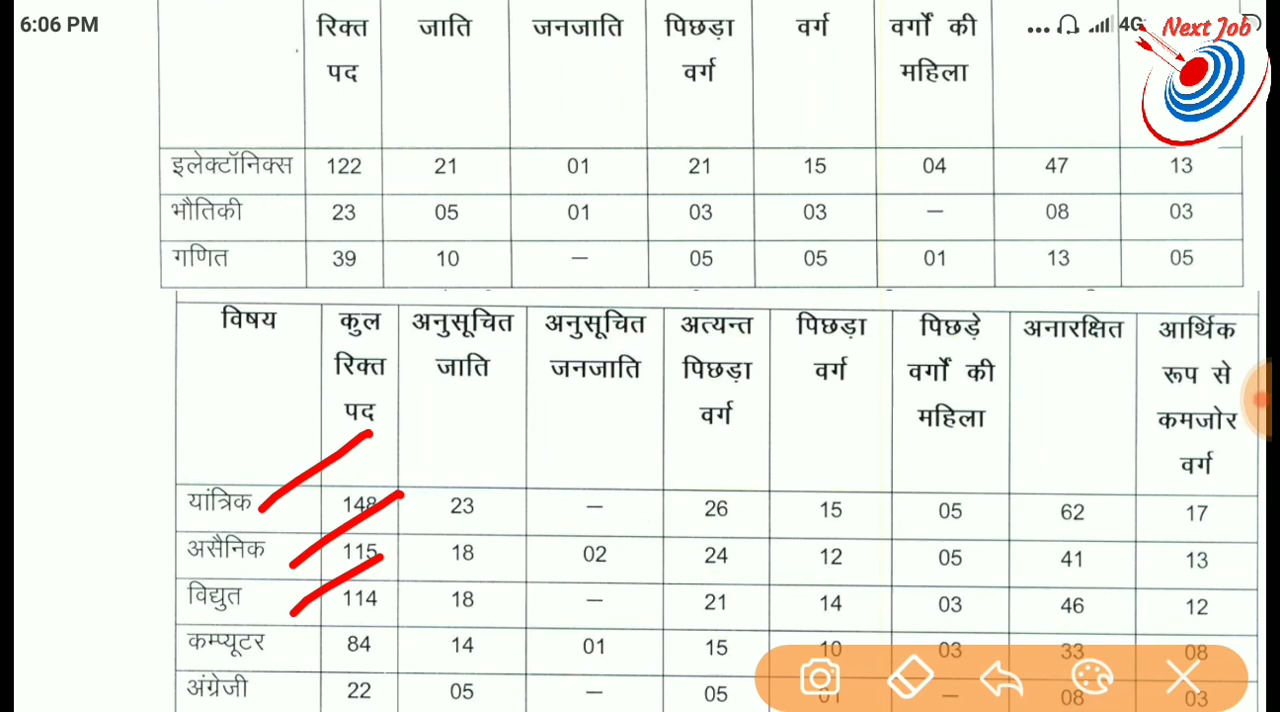 6:06 PM
... 4G
Next Job
रिक्त जाति जनजाति पिछड़ा वर्ग वर्गों की
पद वर्ग महिला
इलेक्टॉनिक्स 122 21 01 21 15 04 47 13
भौतिकी 23 05 01 03 03 — 08 03
गणित 39 10 — 05 05 01 13 05
विषय कुल अनुसूचित अनुसूचित अत्यन्त पिछड़ा पिछड़े अनारक्षित आर्थिक
रिक्त जाति जनजाति पिछड़ा वर्ग वर्गों की रूप से
पद वर्ग महिला कमजोर
वर्ग
यांत्रिक 148 23 — 26 15 05 62 17
असैनिक 115 18 02 24 12 05 41 13
विद्युत 114 18 — 21 14 03 46 12
कम्प्यूटर 84 14 01 15 10 03 33 08
अंग्रेजी 22 05 — 05 01 — 08 03